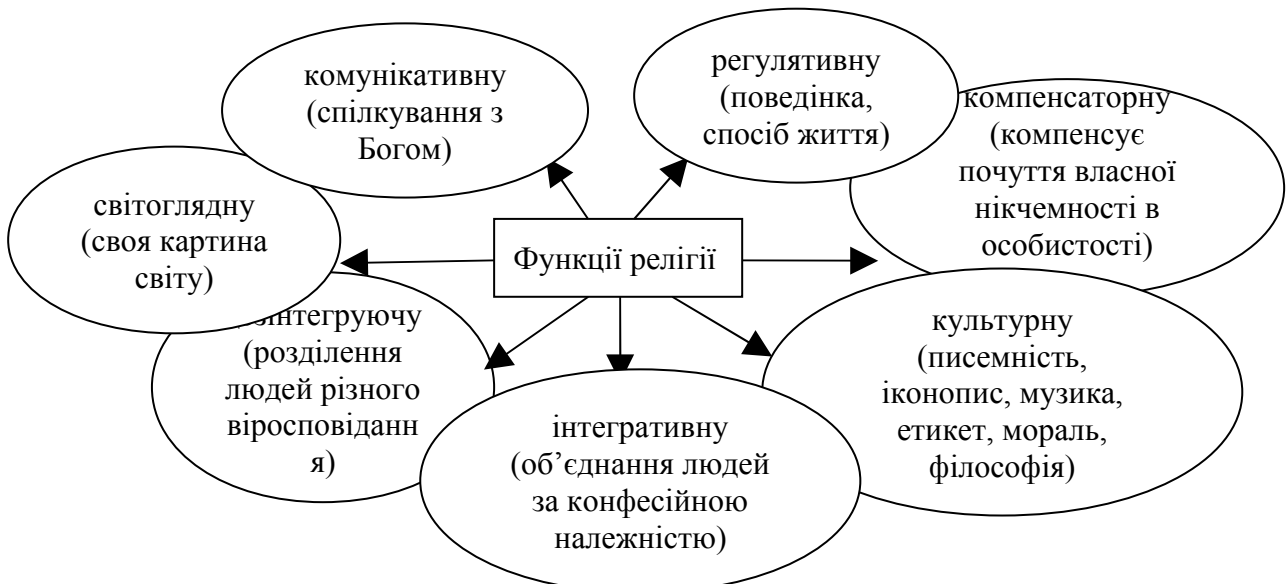 комунікативну
(спілкування з
Богом)
регулятивну
(поведінка,
спосіб життя)
компенсаторну
(компенсує
почуття власної
нікчемності в
особистості)
світоглядну
(своя картина
світу)
Функції релігії
(розділення
людей різного
віросповіданн
я)
інтегративну
(об’єднання людей
за конфесійною
належністю)
культурну
(писемність,
іконопис, музика,
етикет, мораль,
філософія)